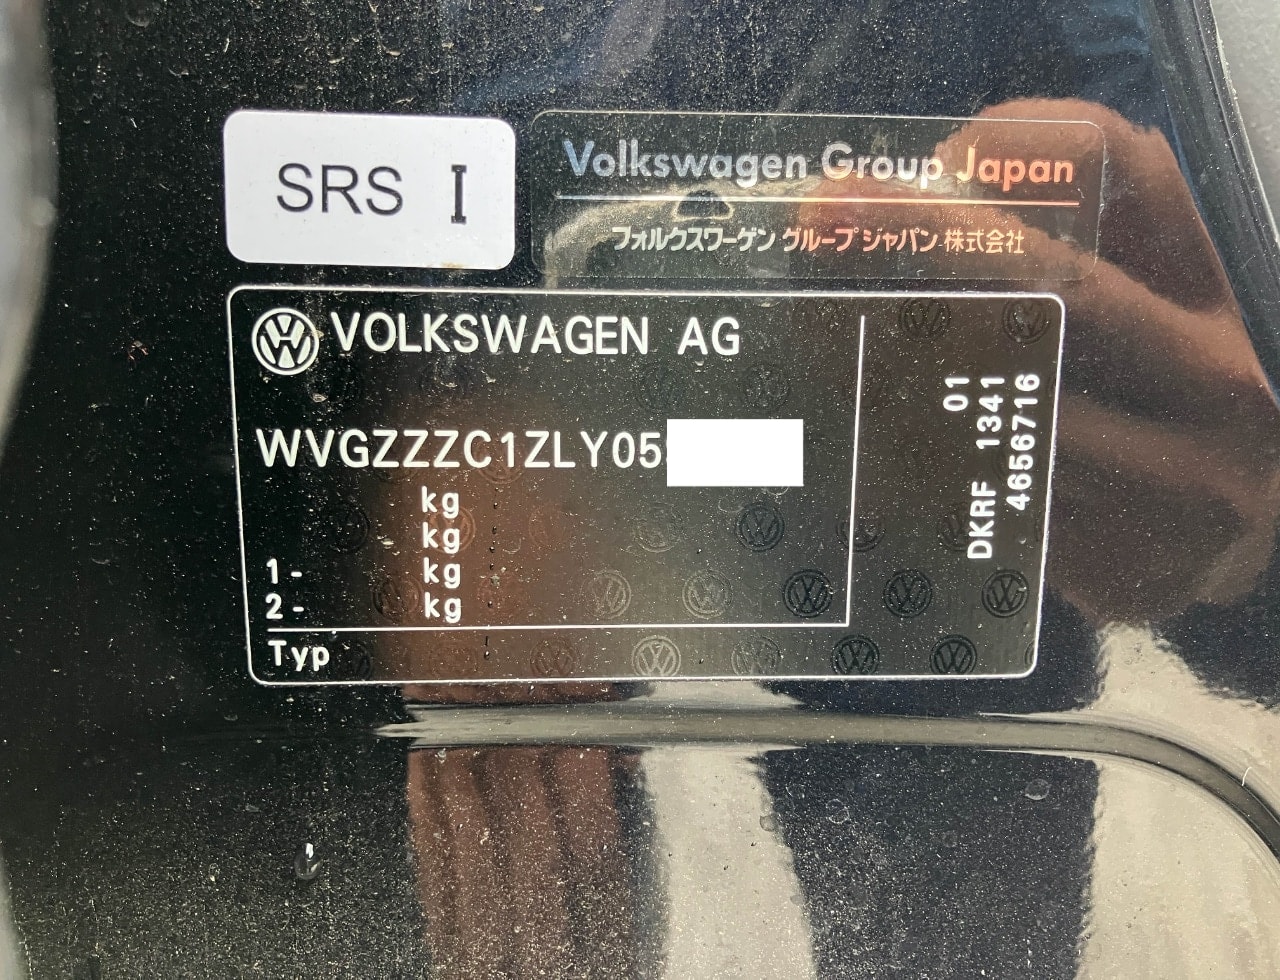 SRS I
Volkswagen Group Japan
フォルクスワーゲン グループ ジャパン 株式会社
VOLKSWAGEN AG
WVGZZZC1ZLY05
kg
kg
1- kg
2- kg
Typ
01
DKRF 1341
4656716